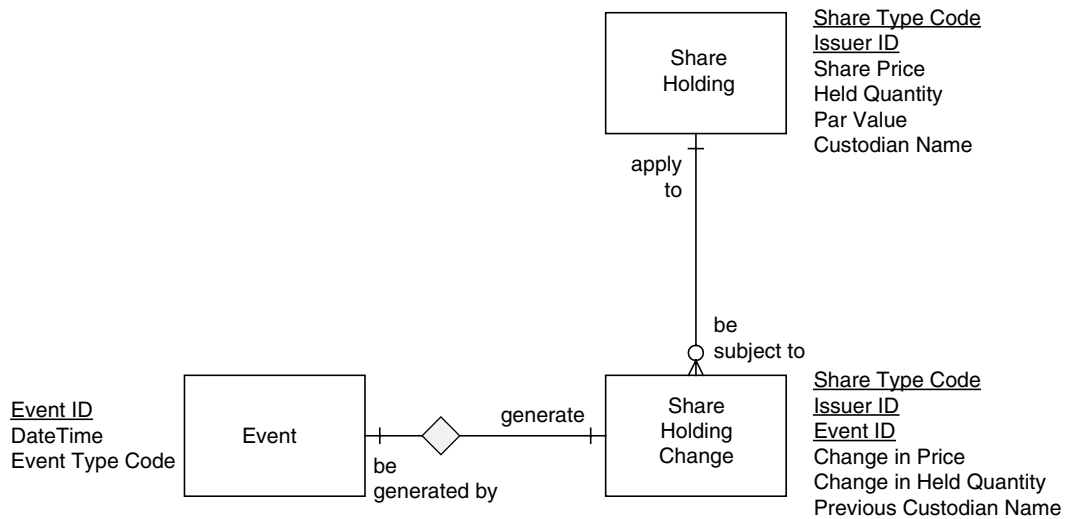 Share
Holding
Share Type Code
Issuer ID
Share Price
Held Quantity
Par Value
Custodian Name
apply
to
be
subject to
Event ID
DateTime
Event Type Code
Event
be
generated by
generate
Share
Holding
Change
Share Type Code
Issuer ID
Event ID
Change in Price
Change in Held Quantity
Previous Custodian Name